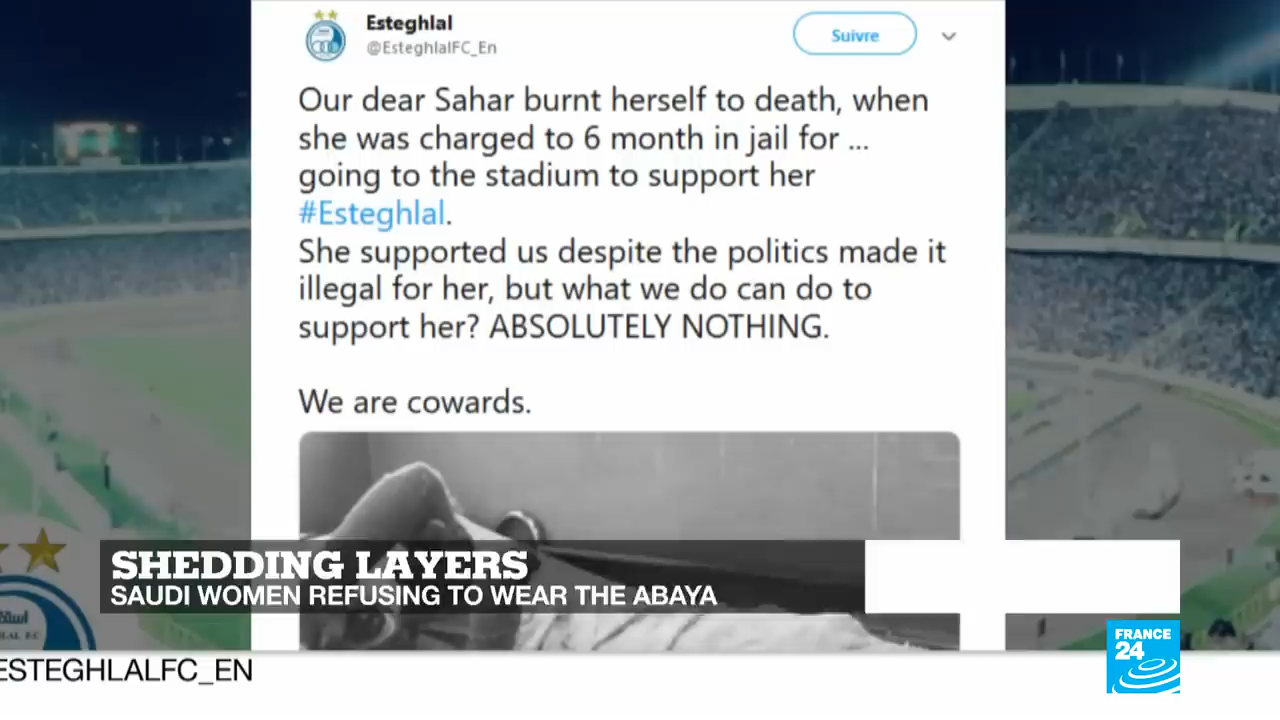 Esteghlal
@EsteghlalFC_En
Suivre
Our dear Sahar burnt herself to death, when
she was charged to 6 month in jail for ...
going to the stadium to support her
#Esteghlal.
She supported us despite the politics made it
illegal for her, but what we do can do to
support her? ABSOLUTELY NOTHING.
We are cowards.
SHEDDING LAYERS
SAUDI WOMEN REFUSING TO WEAR THE ABAYA
FRANCE
24
ESTEGHLALFC_EN